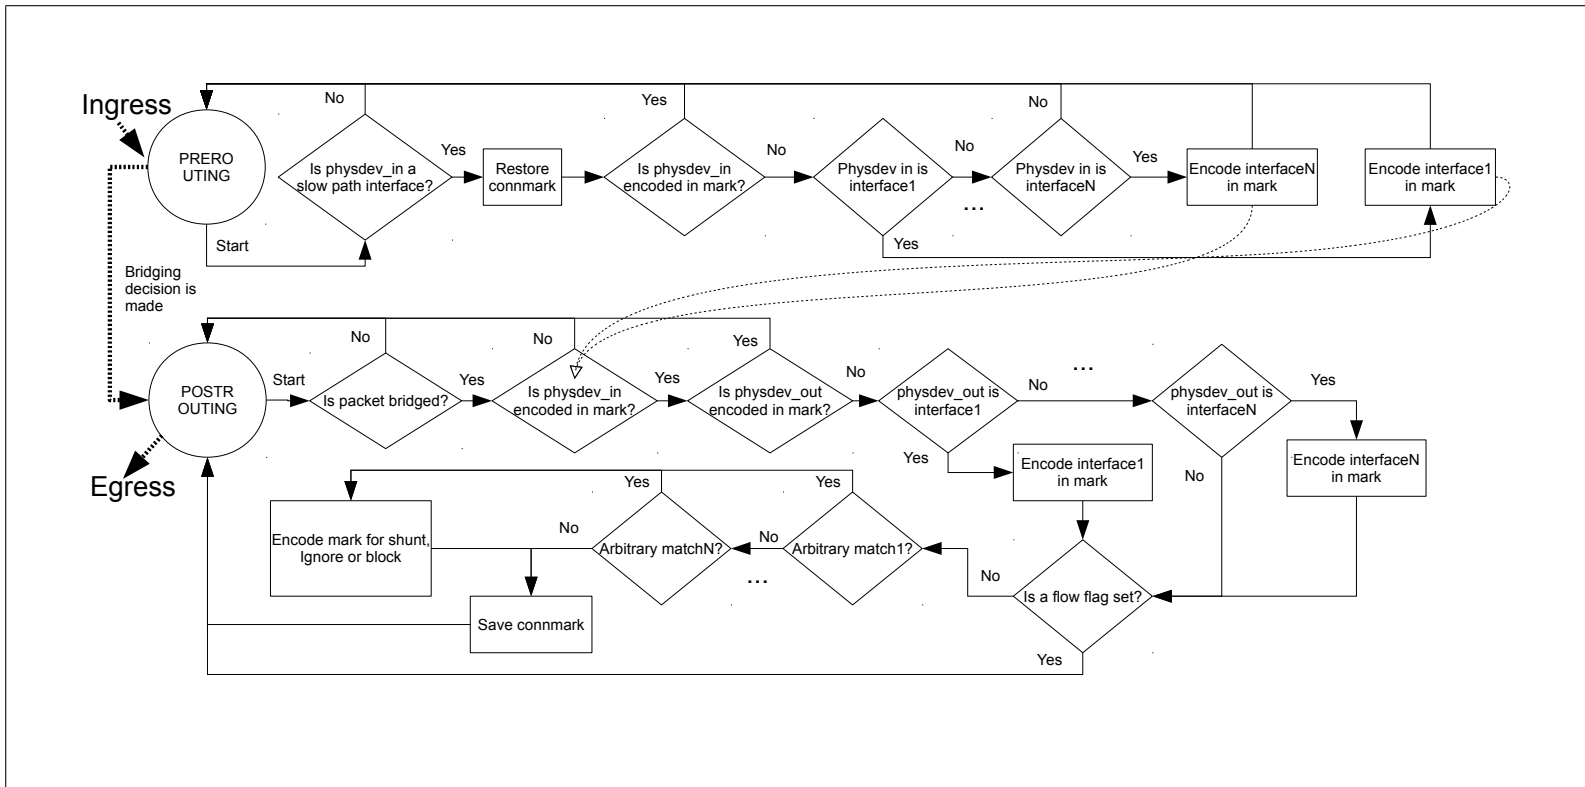 Ingress
No
Yes
No
PRERO
UTING
Is physdev_in a
slow path interface?
Yes
Restore
connmark
Is physdev_in
encoded in mark?
No
Physdev in is
interface1
No
...
Physdev in is
interfaceN
Yes
Encode interfaceN
in mark
Encode interface1
in mark
Start
Yes
Bridging
decision is
made
No
No
Yes
POSTR
OUTING
Start
Is packet bridged?
Yes
Is physdev_in
encoded in mark?
Yes
Is physdev_out
encoded in mark?
No
physdev_out is
interface1
No
...
physdev_out is
interfaceN
Yes
Egress
Yes
Encode interface1
in mark
No
Encode interfaceN
in mark
Yes
Yes
Encode mark for shunt,
Ignore or block
No
Arbitrary matchN?
No
...
Arbitrary match1?
No
Is a flow flag set?
Save connmark
Yes